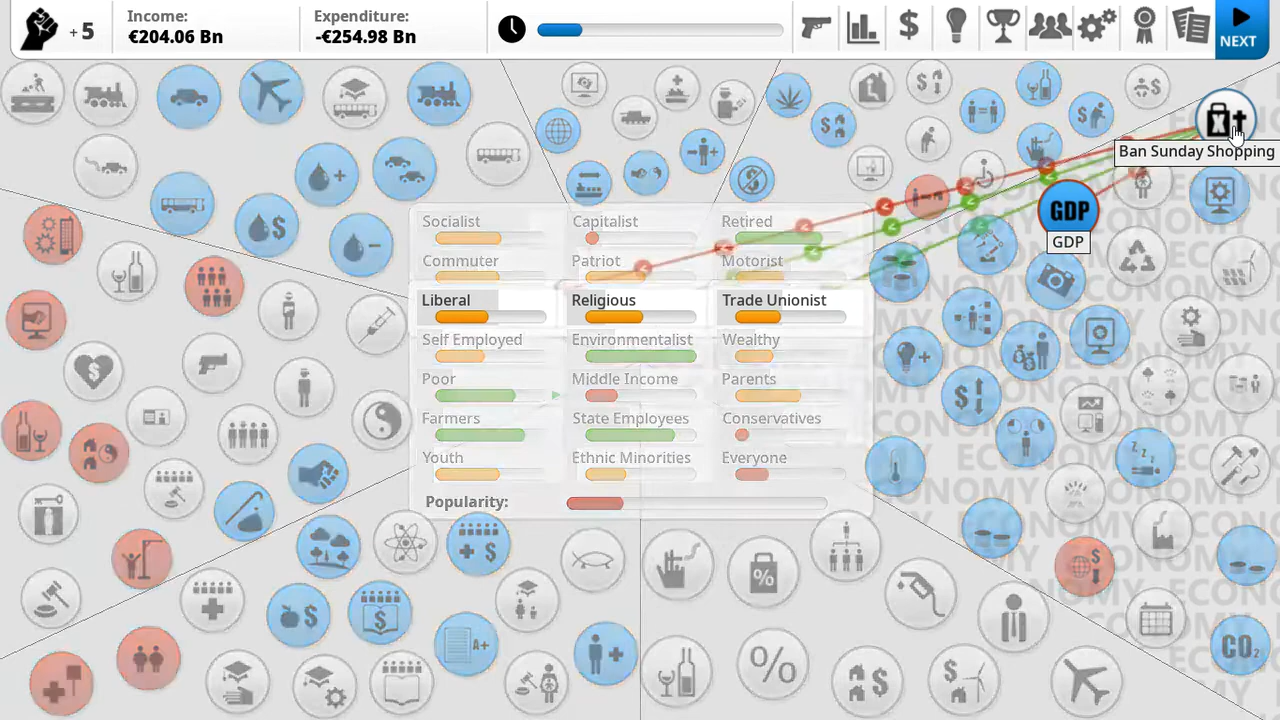 + 5
Income:
€204.06 Bn
Expenditure:
-€254.98 Bn
$
NEXT
Ban Sunday Shopping
GDP
GDP
Socialist
Capitalist
Retired
Commuter
Patriot
Motorist
Liberal
Religious
Trade Unionist
Self Employed
Environmentalist
Wealthy
Poor
Middle Income
Parents
Farmers
State Employees
Conservatives
Youth
Ethnic Minorities
Everyone
Popularity:
ECONOMY
A+
%
%
CO2